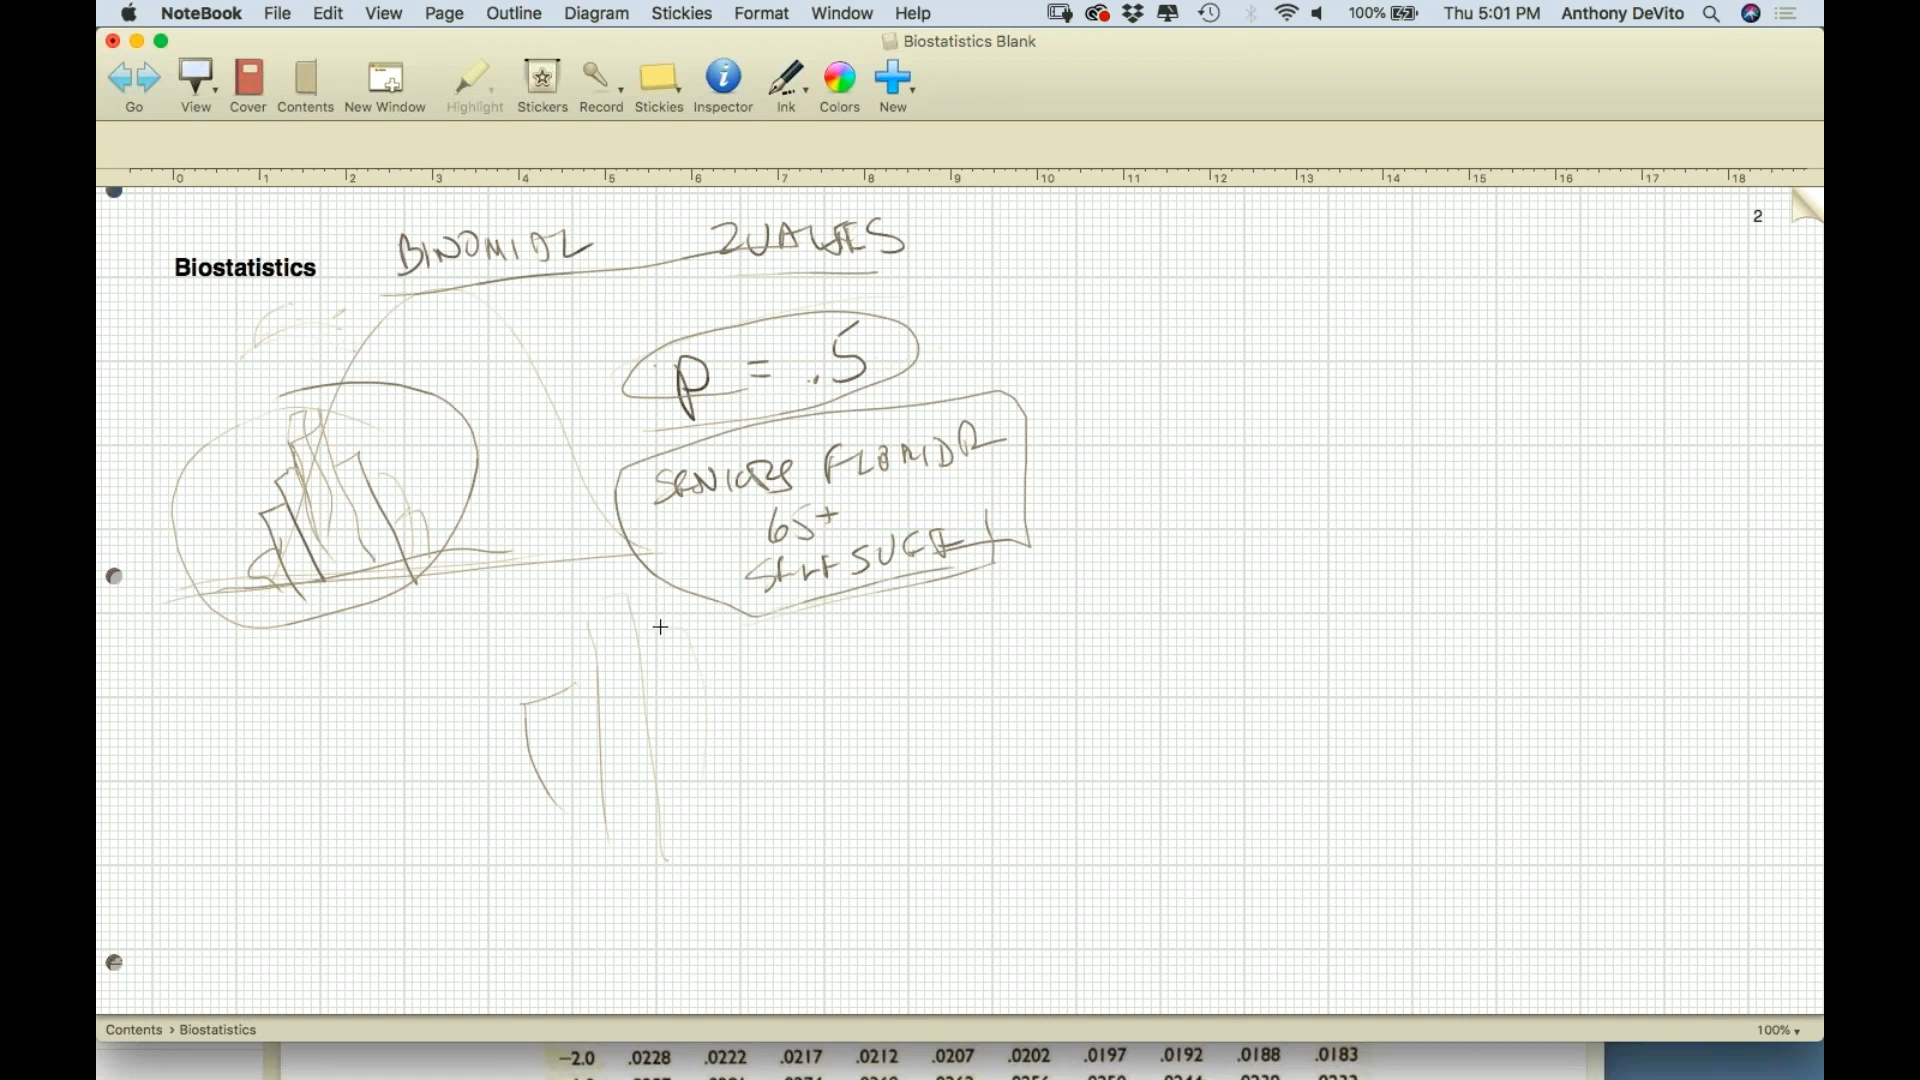 NoteBook File Edit View Page Outline Diagram Stickies Format Window Help 100% Thu 5:01 PM Anthony DeVito
Biostatistics Blank
Go View Cover Contents New Window Highlight Stickers Record Stickies Inspector Ink Colors New
0 1 2 3 4 5 6 7 8 9 10 11 12 13 14 15 16 17 18
2
BINOMIAL 2VALUES
Biostatistics
p = .5
FLORIDA
65+
Contents › Biostatistics 100%
−2.0 .0228 .0222 .0217 .0212 .0207 .0202 .0197 .0192 .0188 .0183